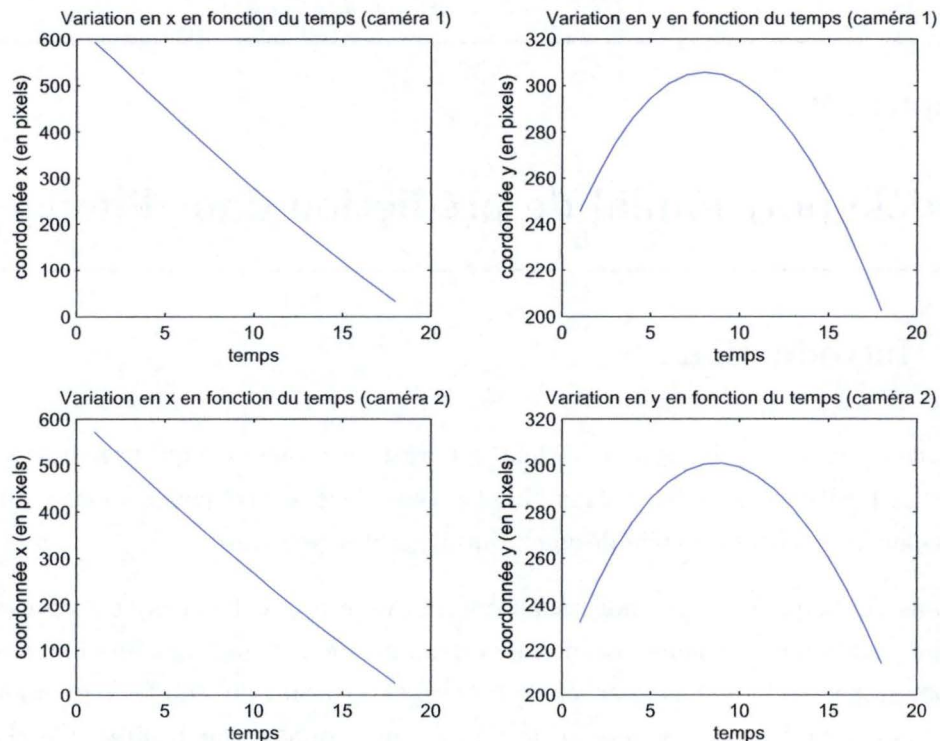 Variation en x en fonction du temps (caméra 1)
600
500
400
300
200
100
0
coordonnée x (en pixels)
0 5 10 15 20
temps
Variation en y en fonction du temps (caméra 1)
320
300
280
260
240
220
200
coordonnée y (en pixels)
0 5 10 15 20
temps
Variation en x en fonction du temps (caméra 2)
600
500
400
300
200
100
0
coordonnée x (en pixels)
0 5 10 15 20
temps
Variation en y en fonction du temps (caméra 2)
320
300
280
260
240
220
200
coordonnée y (en pixels)
0 5 10 15 20
temps